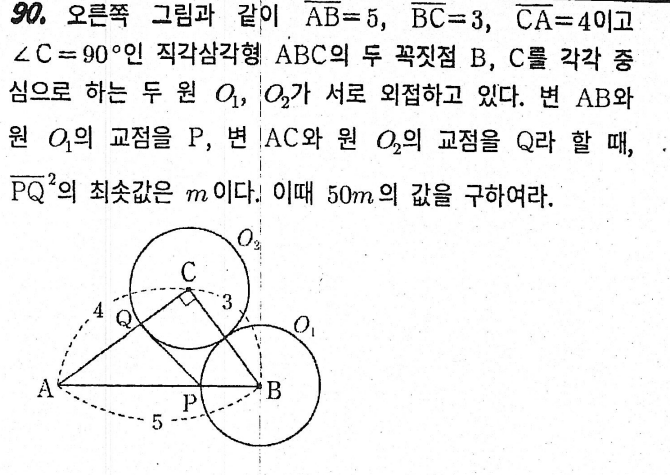 90. 오른쪽 그림과 같이 $\overline{AB}=5$, $\overline{BC}=3$, $\overline{CA}=4$이고
∠C=90°인 직각삼각형 ABC의 두 꼭짓점 B, C를 각각 중
심으로 하는 두 원 $O_1$, $O_2$가 서로 외접하고 있다. 변 AB와
원 $O_1$의 교점을 P, 변 AC와 원 $O_2$의 교점을 Q라 할 때,
$\overline{PQ}^2$의 최솟값은 m이다. 이때 50m의 값을 구하여라.
$O_2$
C
4
3
Q
$O_1$
A
P
B
5